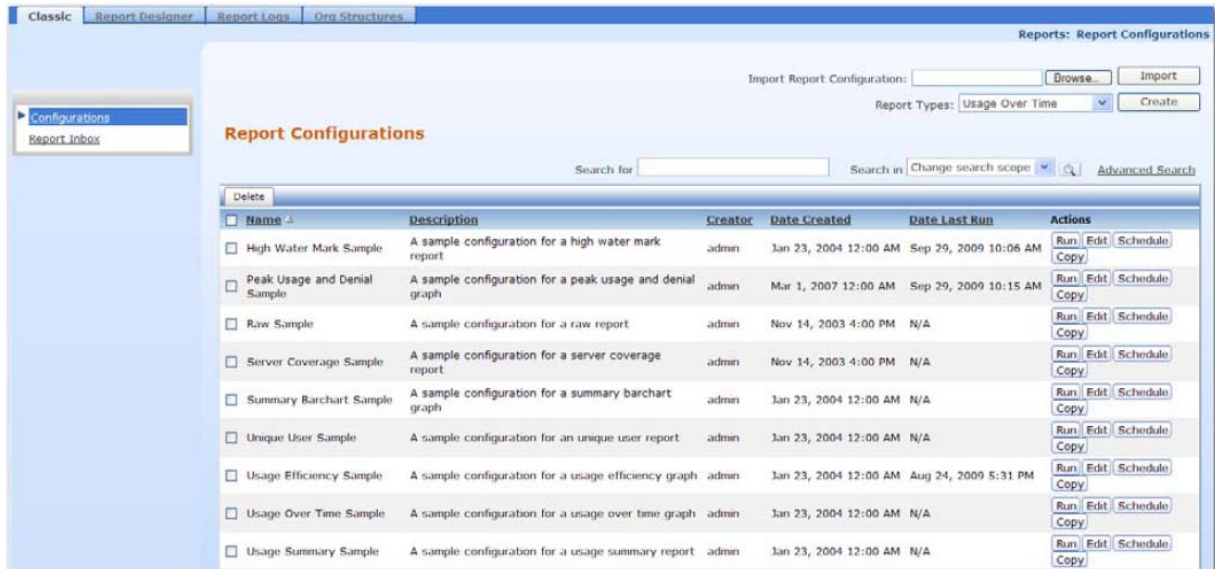 Classic Report Designer Report Logs Org Structures
Reports: Report Configurations
Import Report Configuration: Browse... Import
Report Types: Usage Over Time Create
Configurations
Report Inbox
Report Configurations
Search for Search in Change search scope Advanced Search
Delete
Name Description Creator Date Created Date Last Run Actions
High Water Mark Sample A sample configuration for a high water mark report admin Jan 23, 2004 12:00 AM Sep 29, 2009 10:06 AM Run Edit Schedule Copy
Peak Usage and Denial Sample A sample configuration for a peak usage and denial graph admin Mar 1, 2007 12:00 AM Sep 29, 2009 10:15 AM Run Edit Schedule Copy
Raw Sample A sample configuration for a raw report admin Nov 14, 2003 4:00 PM N/A Run Edit Schedule Copy
Server Coverage Sample A sample configuration for a server coverage report admin Nov 14, 2003 4:00 PM N/A Run Edit Schedule Copy
Summary Barchart Sample A sample configuration for a summary barchart graph admin Jan 23, 2004 12:00 AM N/A Run Edit Schedule Copy
Unique User Sample A sample configuration for an unique user report admin Jan 23, 2004 12:00 AM N/A Run Edit Schedule Copy
Usage Efficiency Sample A sample configuration for a usage efficiency graph admin Jan 23, 2004 12:00 AM Aug 24, 2009 5:31 PM Run Edit Schedule Copy
Usage Over Time Sample A sample configuration for a usage over time graph admin Jan 23, 2004 12:00 AM N/A Run Edit Schedule Copy
Usage Summary Sample A sample configuration for a usage summary report admin Jan 23, 2004 12:00 AM N/A Run Edit Schedule Copy